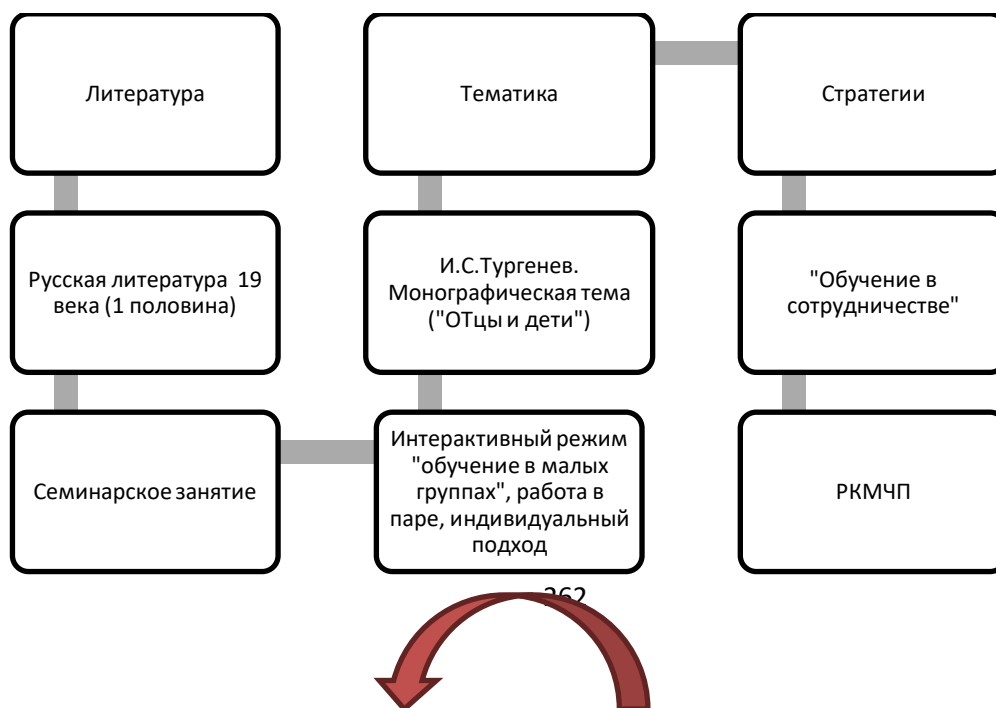 Литература
Тематика
Стратегии
Русская литература 19
века (1 половина)
И.С.Тургенев.
Монографическая тема
("ОТцы и дети")
"Обучение в
сотрудничестве"
Семинарское занятие
Интерактивный режим
"обучение в малых
группах", работа в
паре, индивидуальный
подход
РКМЧП
262